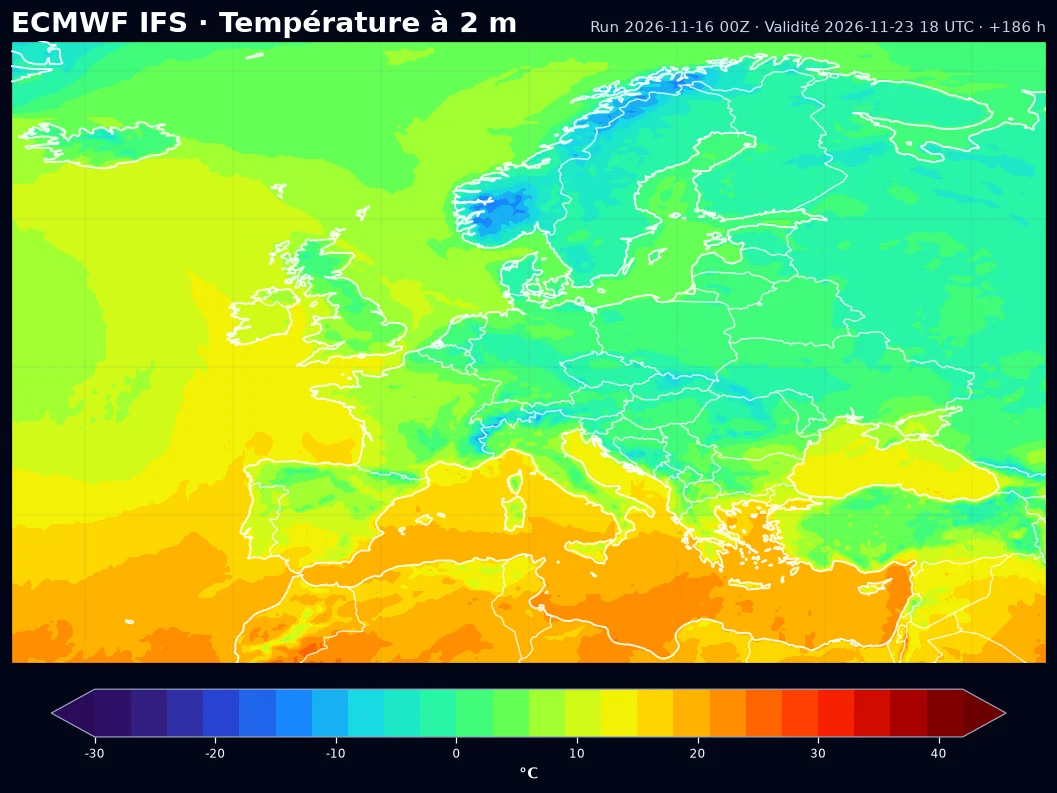 ECMWF IFS · Température à 2 m
Run 2026-11-16 00Z · Validité 2026-11-23 18 UTC · +186 h
-30 -20 -10 0 10 20 30 40
°C